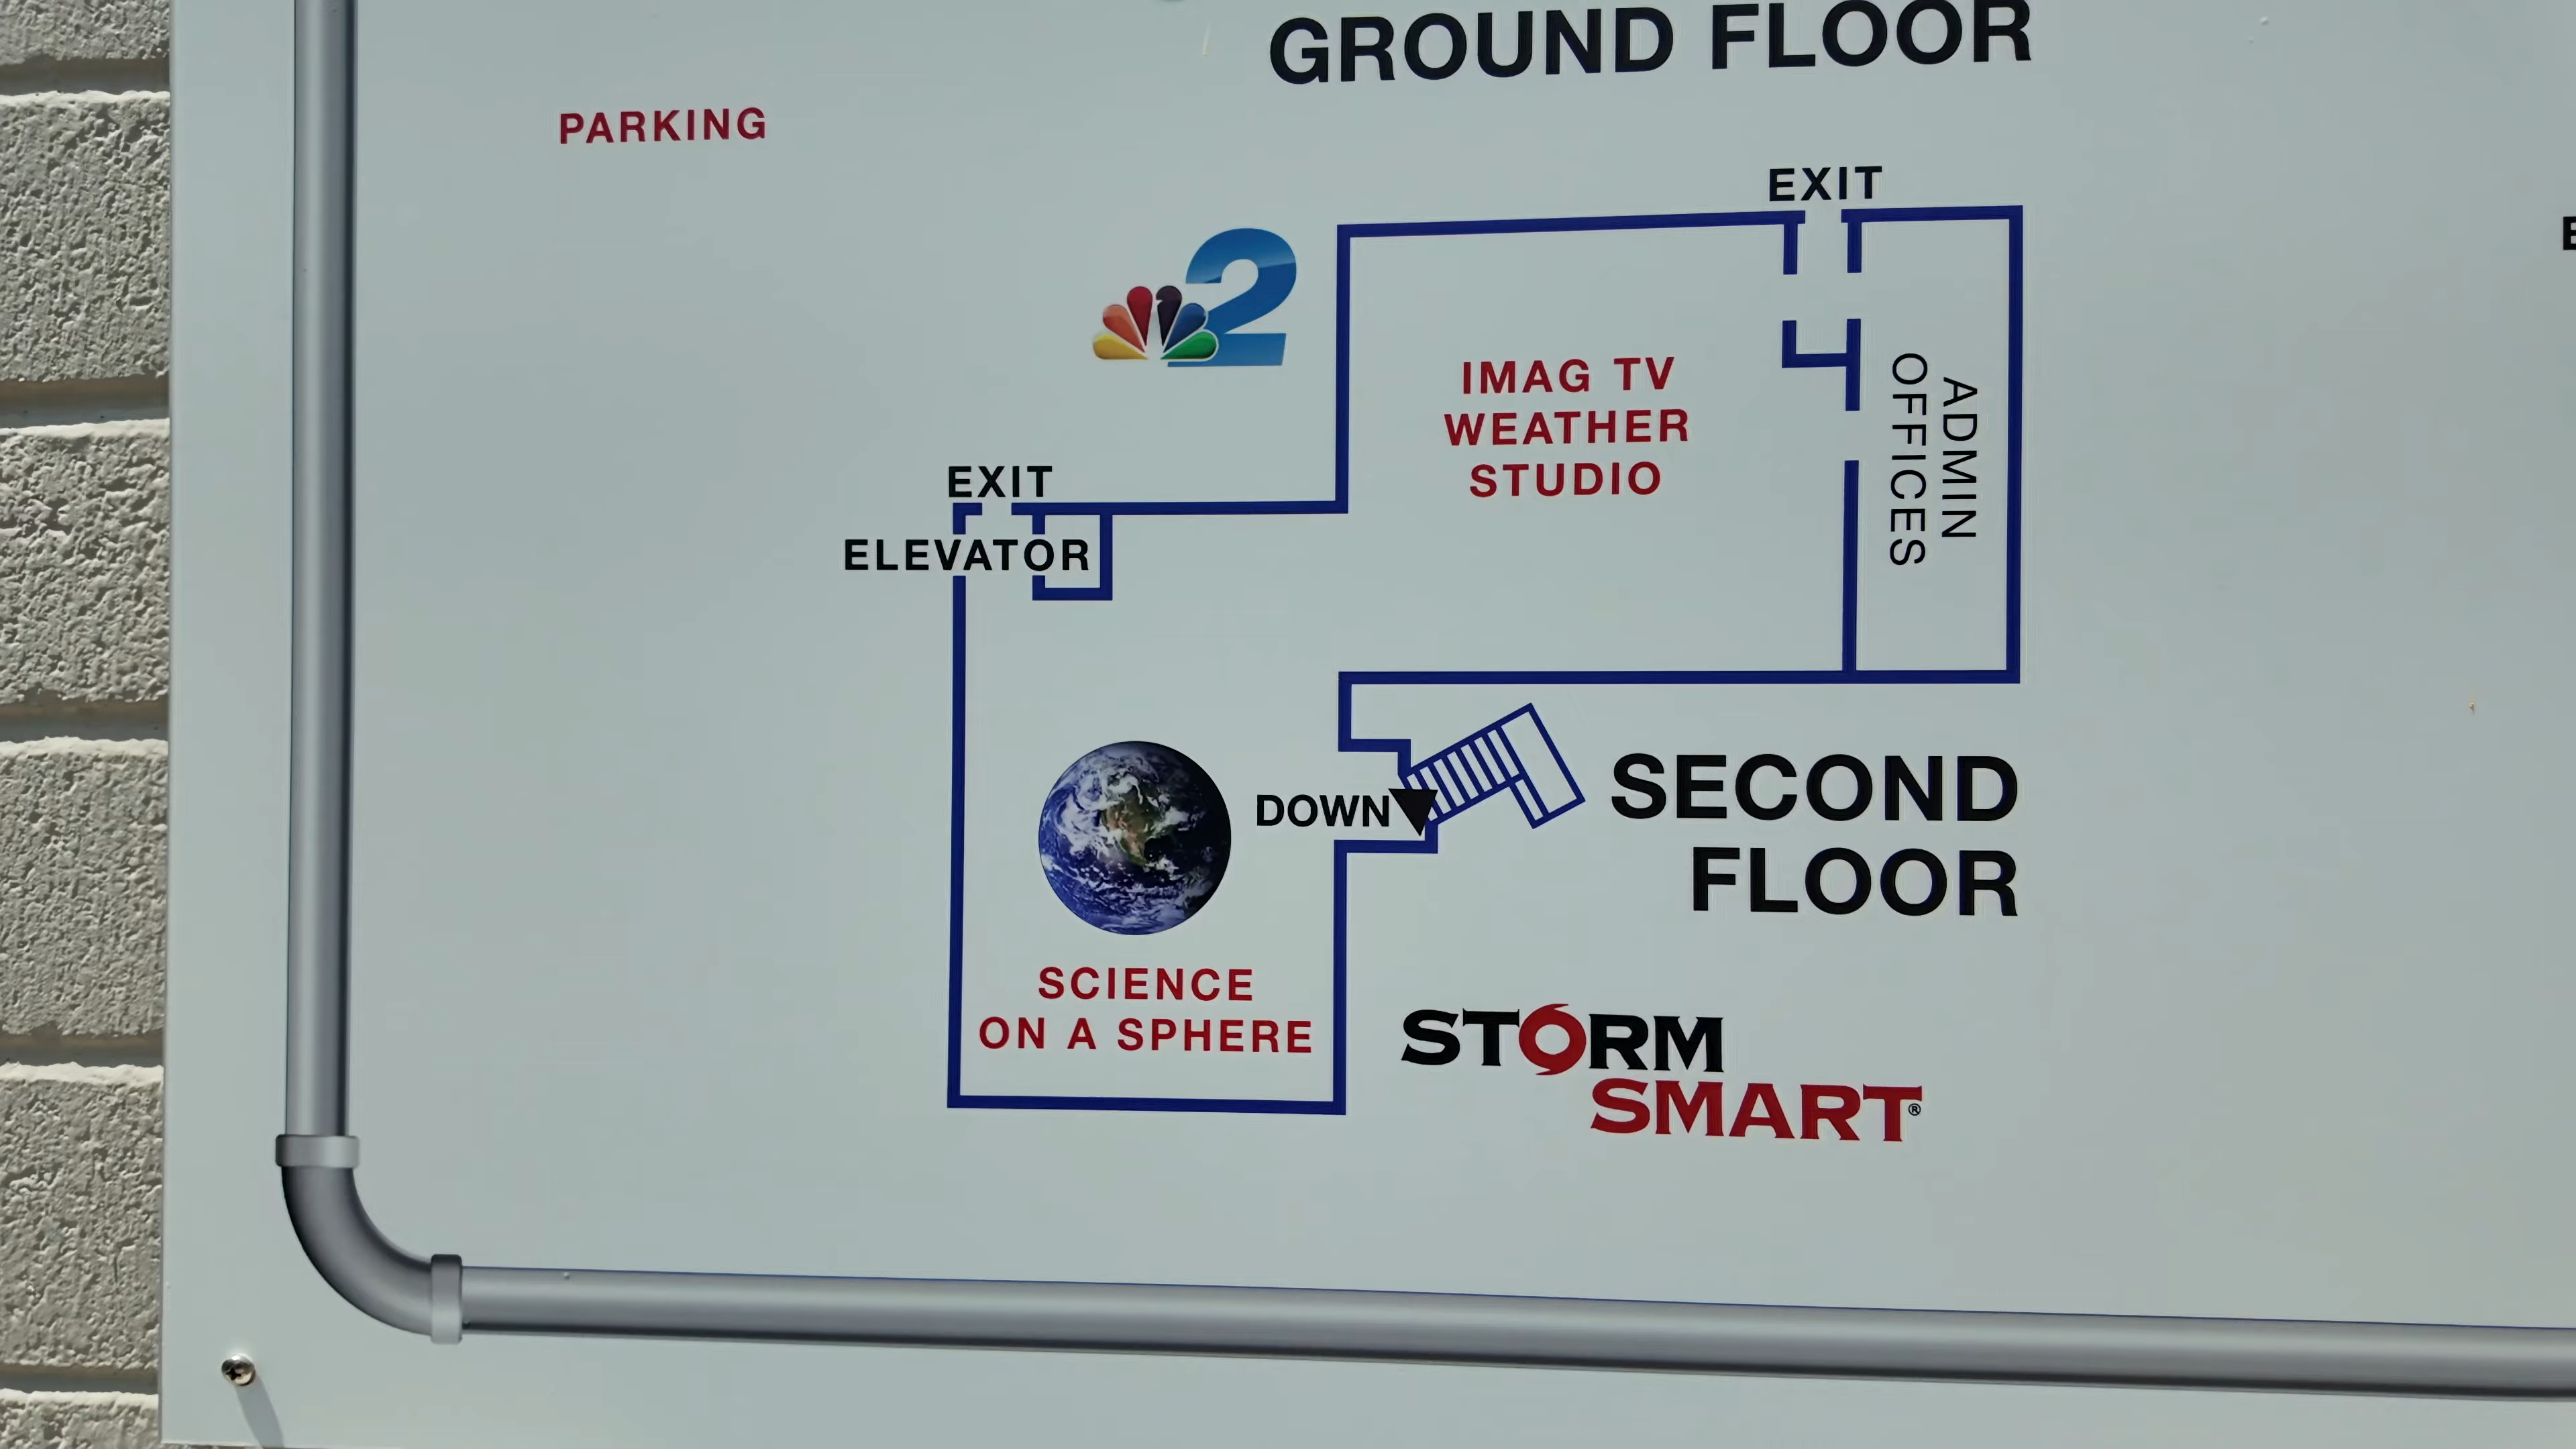 GROUND FLOOR
PARKING
EXIT
2
IMAG TV
WEATHER
STUDIO
ADMIN
OFFICES
EXIT
ELEVATOR
DOWN
SECOND
FLOOR
SCIENCE
ON A SPHERE
STORM
SMART®